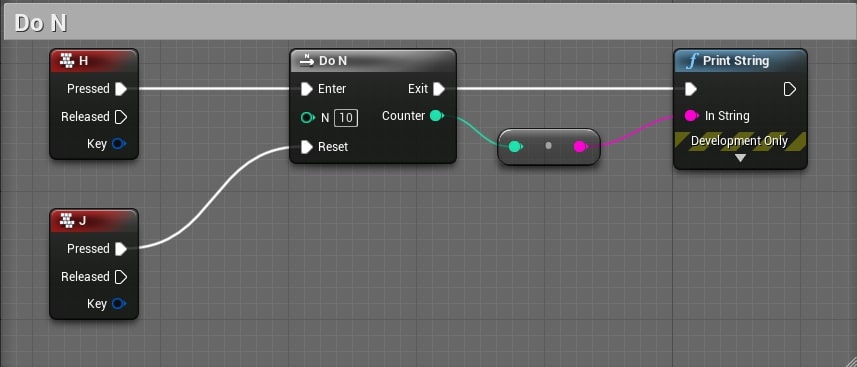 Do N
H
Pressed
Released
Key
N
Do N
Enter
Exit
N 10
Counter
Reset
f Print String
In String
Development Only
J
Pressed
Released
Key